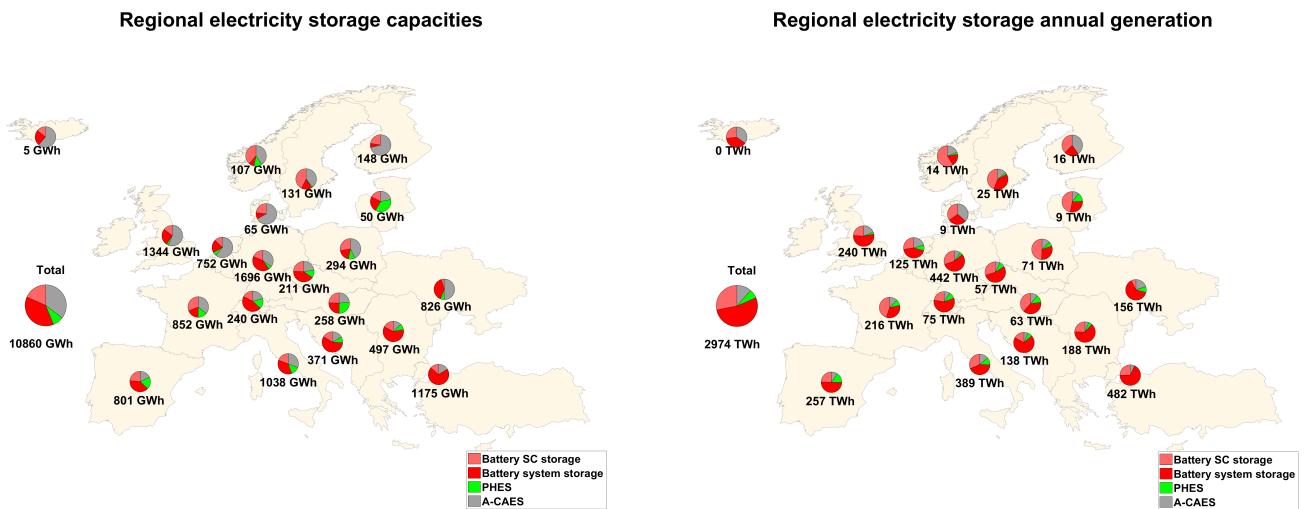 Regional electricity storage capacities
5 GWh
107 GWh
148 GWh
131 GWh
50 GWh
65 GWh
1344 GWh
752 GWh
294 GWh
1696 GWh
211 GWh
Total
826 GWh
240 GWh
258 GWh
852 GWh
10860 GWh
497 GWh
371 GWh
1038 GWh
1175 GWh
801 GWh
Battery SC storage
Battery system storage
PHES
A-CAES
Regional electricity storage annual generation
0 TWh
14 TWh
16 TWh
25 TWh
9 TWh
9 TWh
240 TWh
125 TWh
71 TWh
442 TWh
57 TWh
Total
156 TWh
75 TWh
63 TWh
216 TWh
2974 TWh
188 TWh
138 TWh
389 TWh
482 TWh
257 TWh
Battery SC storage
Battery system storage
PHES
A-CAES